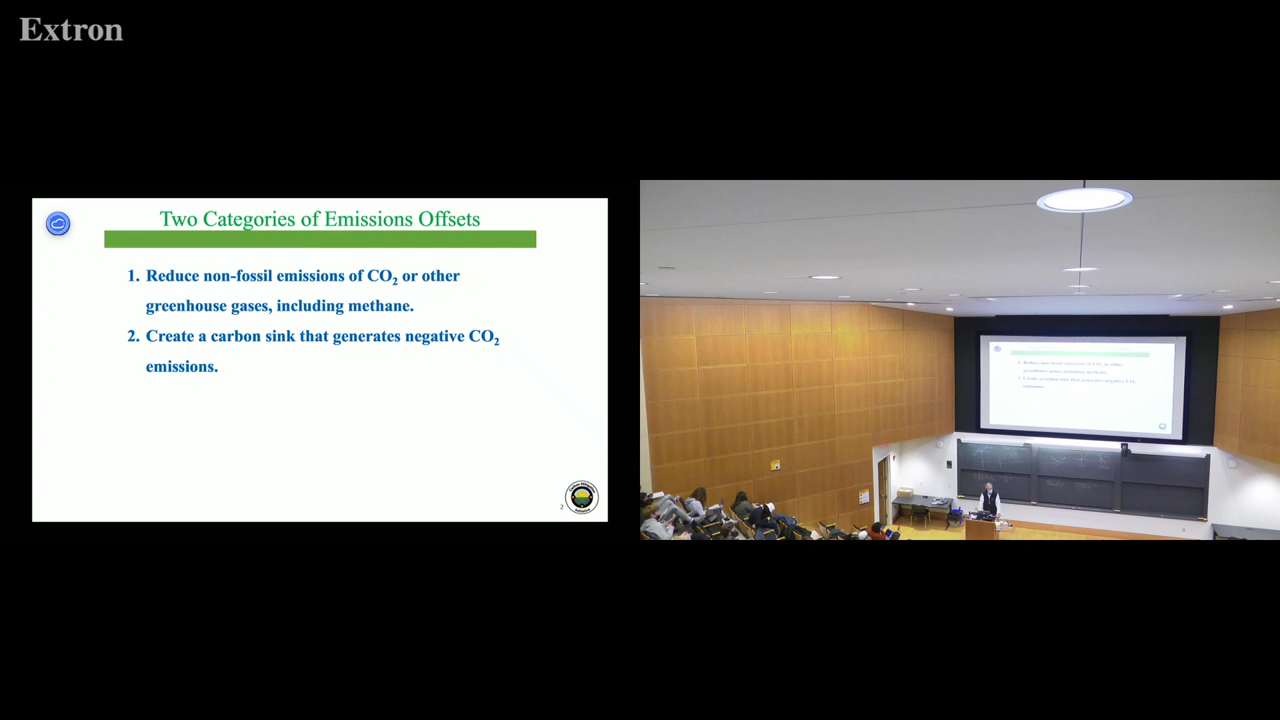 Extron
Two Categories of Emissions Offsets
1. Reduce non-fossil emissions of CO₂ or other
greenhouse gases, including methane.
2. Create a carbon sink that generates negative CO₂
emissions.
2